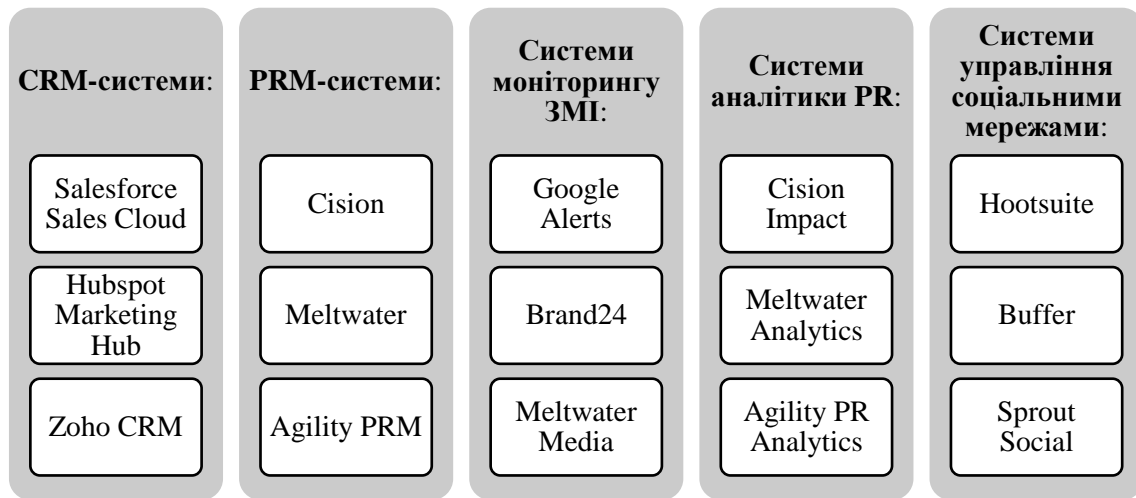 CRM-системи:
Salesforce
Sales Cloud
Hubspot
Marketing
Hub
Zoho CRM
PRM-системи:
Cision
Meltwater
Agility PRM
Системи
моніторингу
ЗМІ:
Google
Alerts
Brand24
Meltwater
Media
Системи
аналітики PR:
Cision
Impact
Meltwater
Analytics
Agility PR
Analytics
Системи
управління
соціальними
мережами:
Hootsuite
Buffer
Sprout
Social